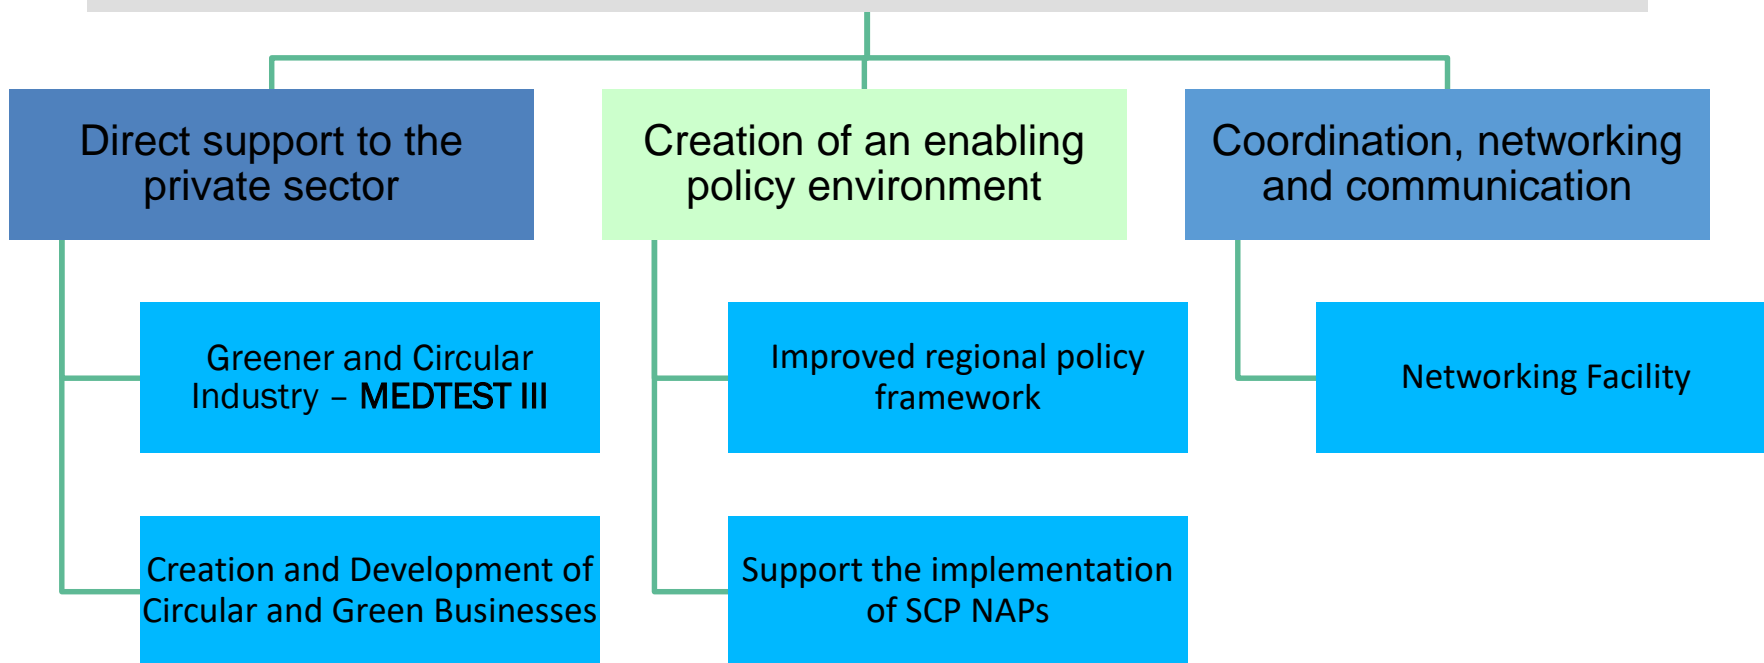 Direct support to the
private sector
Creation of an enabling
policy environment
Coordination, networking
and communication
Greener and Circular
Industry – MEDTEST III
Improved regional policy
framework
Networking Facility
Creation and Development of
Circular and Green Businesses
Support the implementation
of SCP NAPs